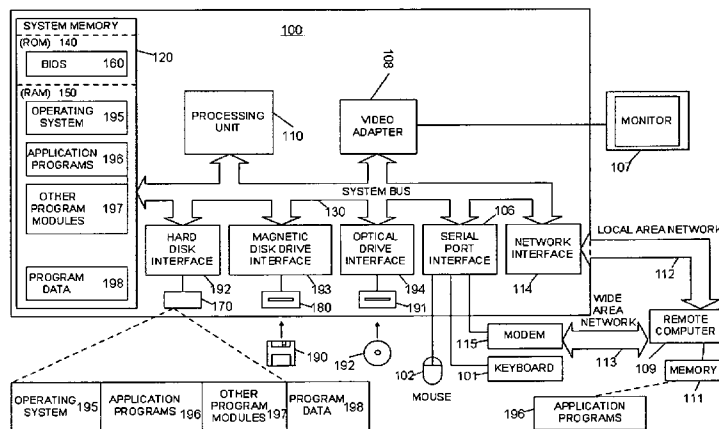 SYSTEM MEMORY
(ROM) 140
BIOS 160
120
(RAM) 150
OPERATING SYSTEM 195
APPLICATION PROGRAMS 196
OTHER PROGRAM MODULES 197
PROGRAM DATA 198
100
PROCESSING UNIT
110
108
VIDEO ADAPTER
MONITOR
107
SYSTEM BUS
130
106
HARD DISK INTERFACE
192
MAGNETIC DISK DRIVE INTERFACE
193
OPTICAL DRIVE INTERFACE
194
SERIAL PORT INTERFACE
NETWORK INTERFACE
114
LOCAL AREA NETWORK
112
170
180
191
190
192
WIDE AREA NETWORK
113
MODEM
115
KEYBOARD
101
102
MOUSE
REMOTE COMPUTER
109
MEMORY
111
APPLICATION PROGRAMS
196
OPERATING SYSTEM 195
APPLICATION PROGRAMS 196
OTHER PROGRAM MODULES 197
PROGRAM DATA 198